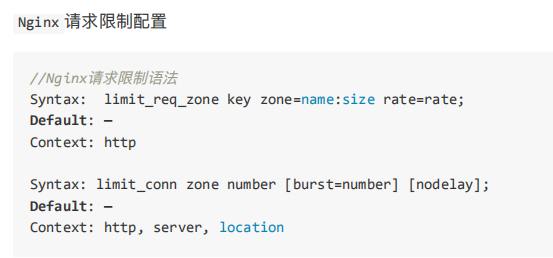 Nginx 请求限制配置
//Nginx请求限制语法
Syntax:  limit_req_zone key zone=name:size rate=rate;
Default: —
Context: http
Syntax: limit_conn zone number [burst=number] [nodelay];
Default: —
Context: http, server, location